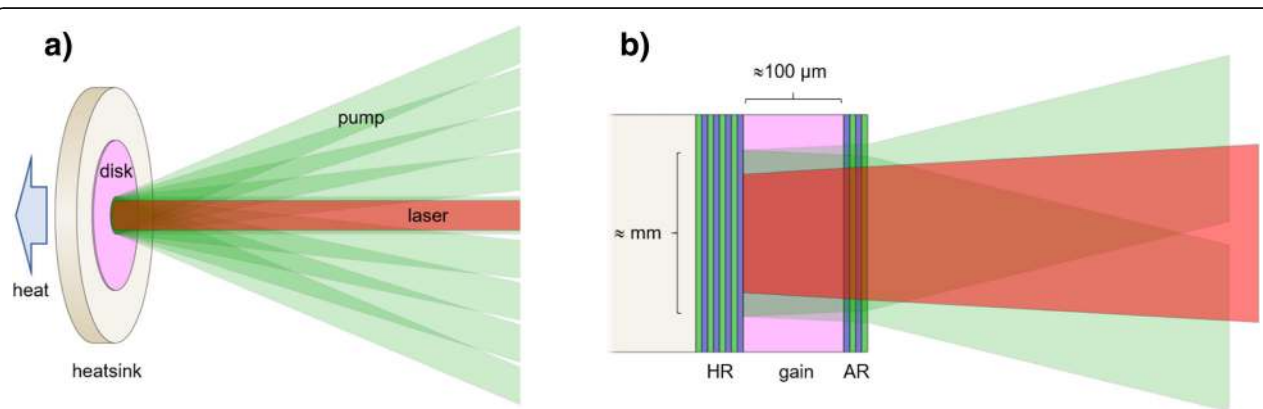 a)
pump
disk
laser
heat
heatsink
b)
≈100 µm
≈ mm
HR
gain
AR